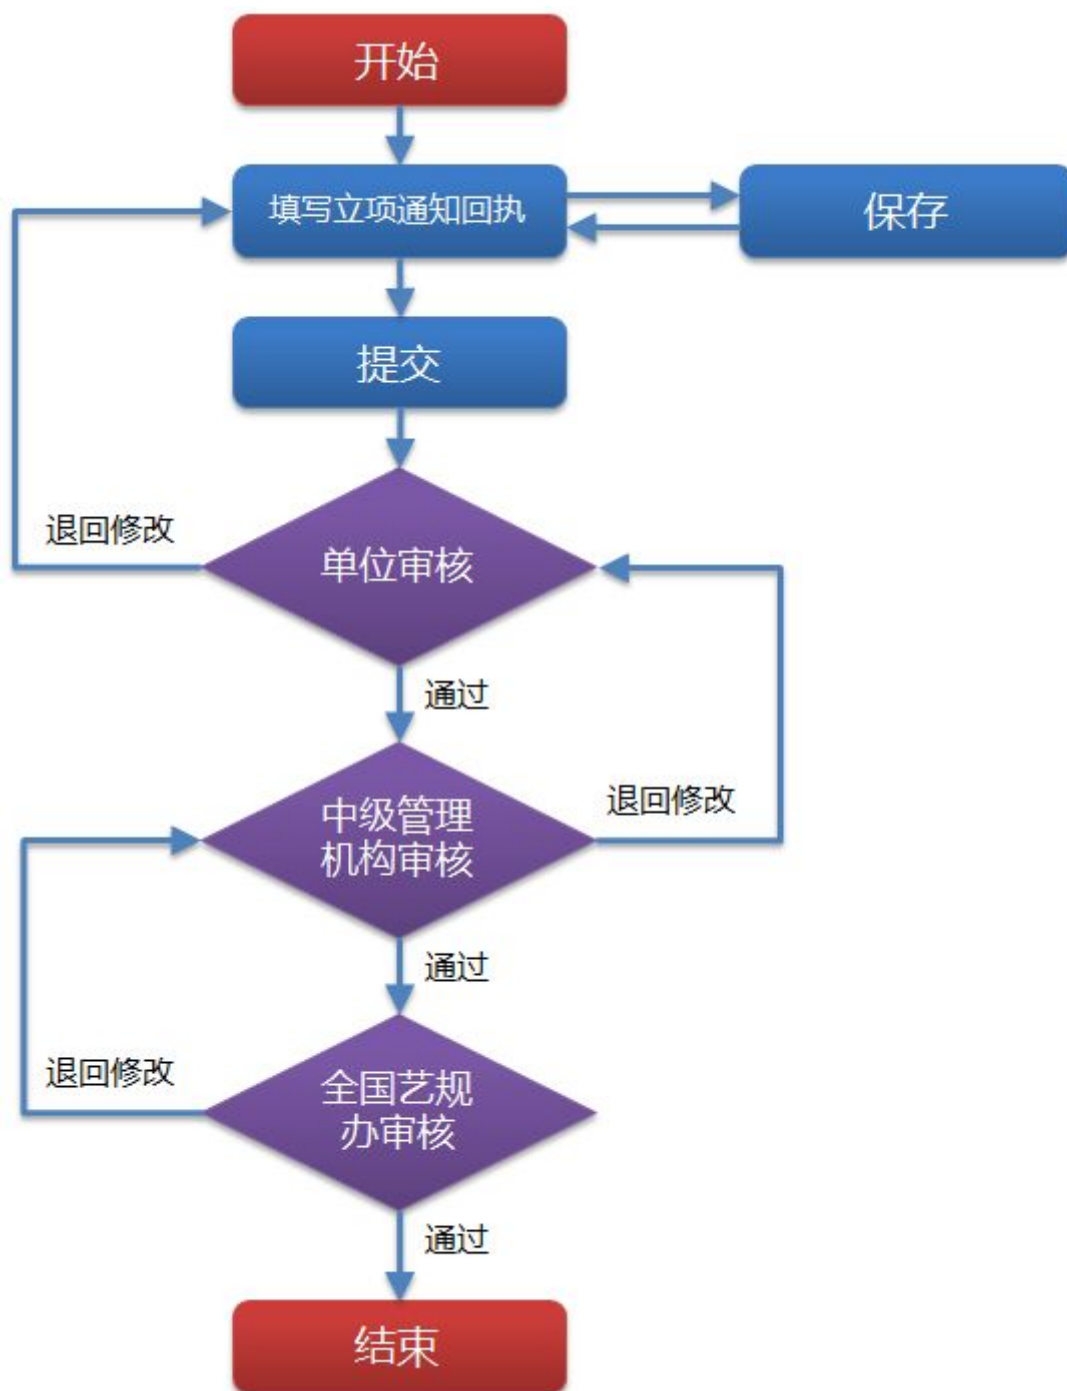 开始
填写立项通知回执
保存
提交
退回修改
单位审核
通过
中级管理
机构审核
退回修改
通过
退回修改
全国艺规
办审核
通过
结束